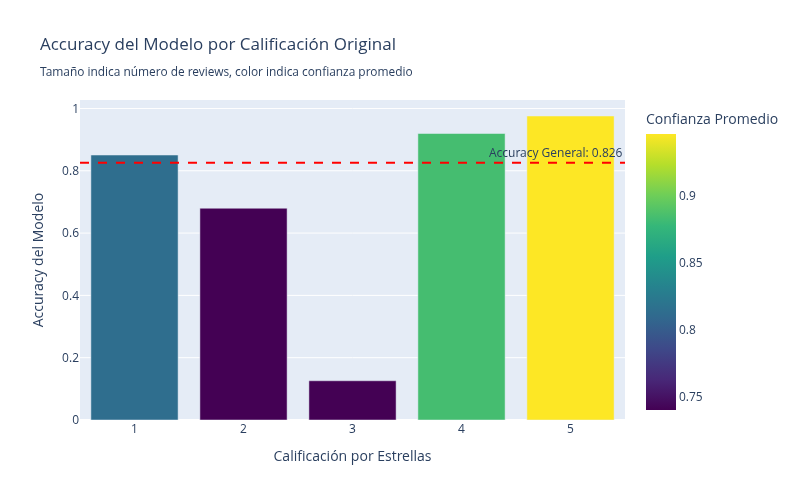 Accuracy del Modelo por Calificación Original
Tamaño indica número de reviews, color indica confianza promedio
Confianza Promedio
Accuracy General: 0.826
1
0.8
0.6
0.4
0.2
0
Accuracy del Modelo
1
2
3
4
5
Calificación por Estrellas
0.9
0.85
0.8
0.75